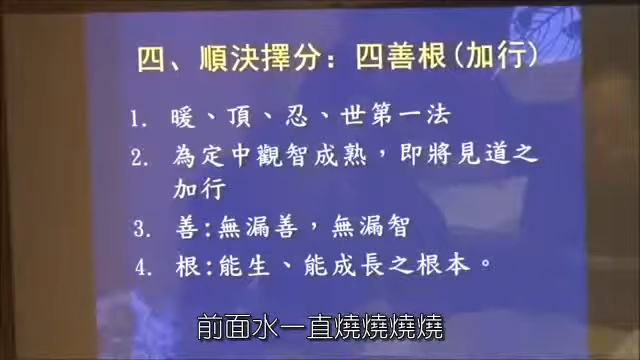 四、順決擇分：四善根(加行)
1. 暖、頂、忍、世第一法
2. 為定中觀智成熟，即將見道之
加行
3. 善:無漏善，無漏智
4. 根:能生、能成長之根本。
前面水一直燒燒燒燒